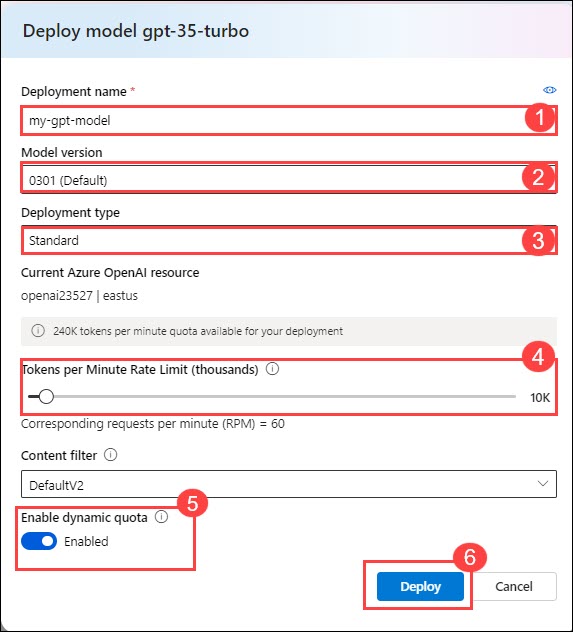 Deploy model gpt-35-turbo
Deployment name *
my-gpt-model 1
Model version
0301 (Default) 2
Deployment type
Standard 3
Current Azure OpenAI resource
openai23527 | eastus
240K tokens per minute quota available for your deployment
4
Tokens per Minute Rate Limit (thousands)
10K
Corresponding requests per minute (RPM) = 60
Content filter
DefaultV2
5
Enable dynamic quota
Enabled
6
Deploy Cancel